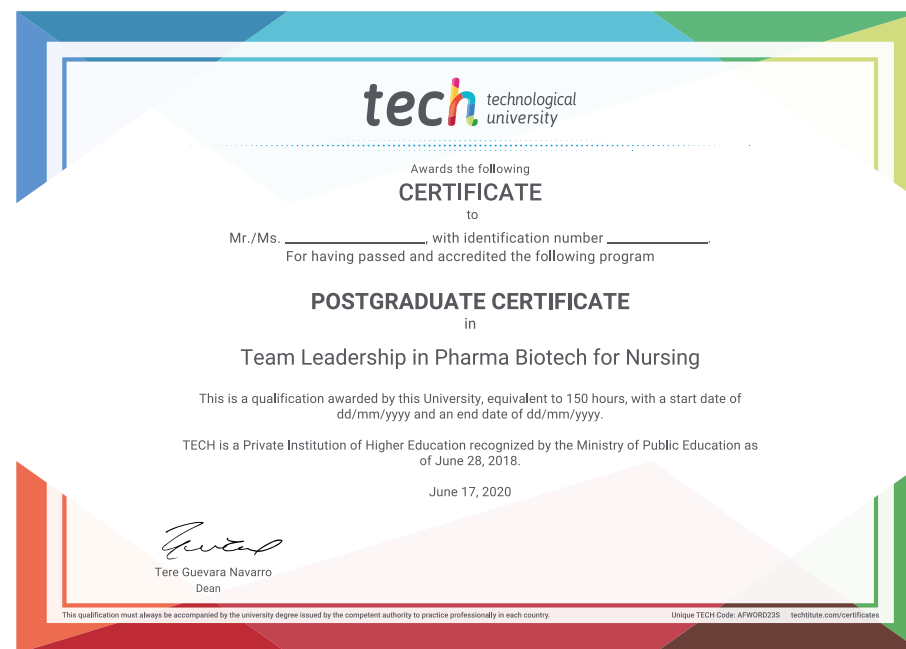 tech technological
university
Awards the following
CERTIFICATE
to
Mr./Ms. ____________________, with identification number ______________.
For having passed and accredited the following program
POSTGRADUATE CERTIFICATE
in
Team Leadership in Pharma Biotech for Nursing
This is a qualification awarded by this University, equivalent to 150 hours, with a start date of
dd/mm/yyyy and an end date of dd/mm/yyyy.
TECH is a Private Institution of Higher Education recognized by the Ministry of Public Education as
of June 28, 2018.
June 17, 2020
Tere Guevara Navarro
Dean
This qualification must always be accompanied by the university degree issued by the competent authority to practice professionally in each country.
Unique TECH Code: AFWORD23S techtitute.com/certificates